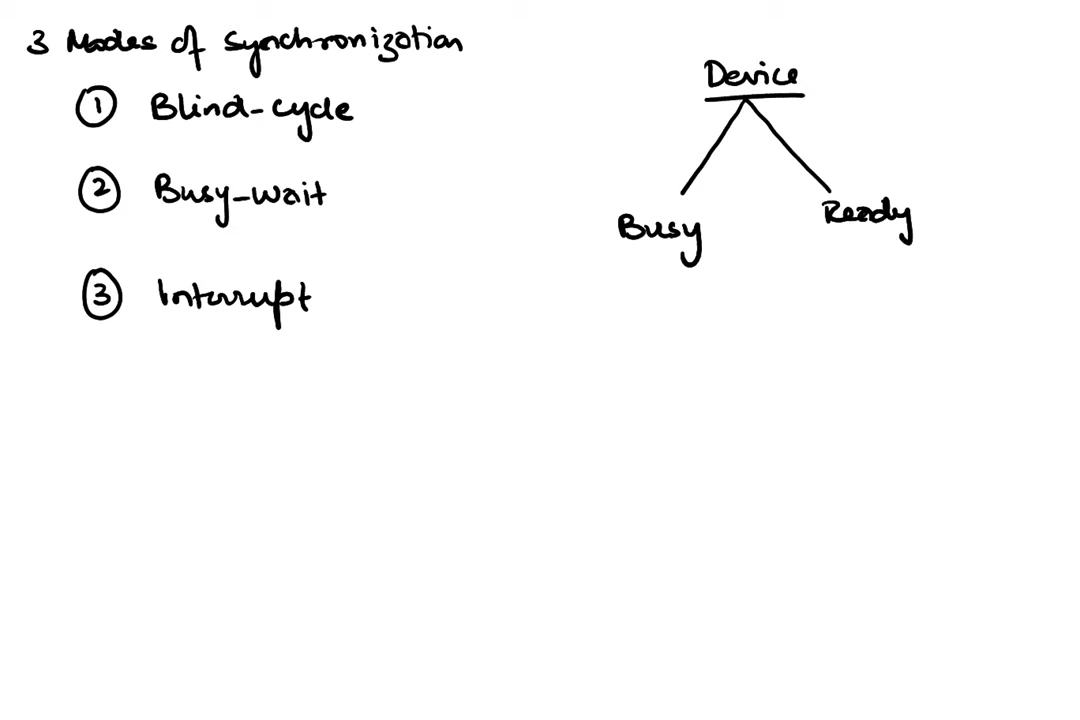 3 Modes of Synchronization
① Blind-cycle
② Busy-wait
③ Interrupt
Device
Busy
Ready